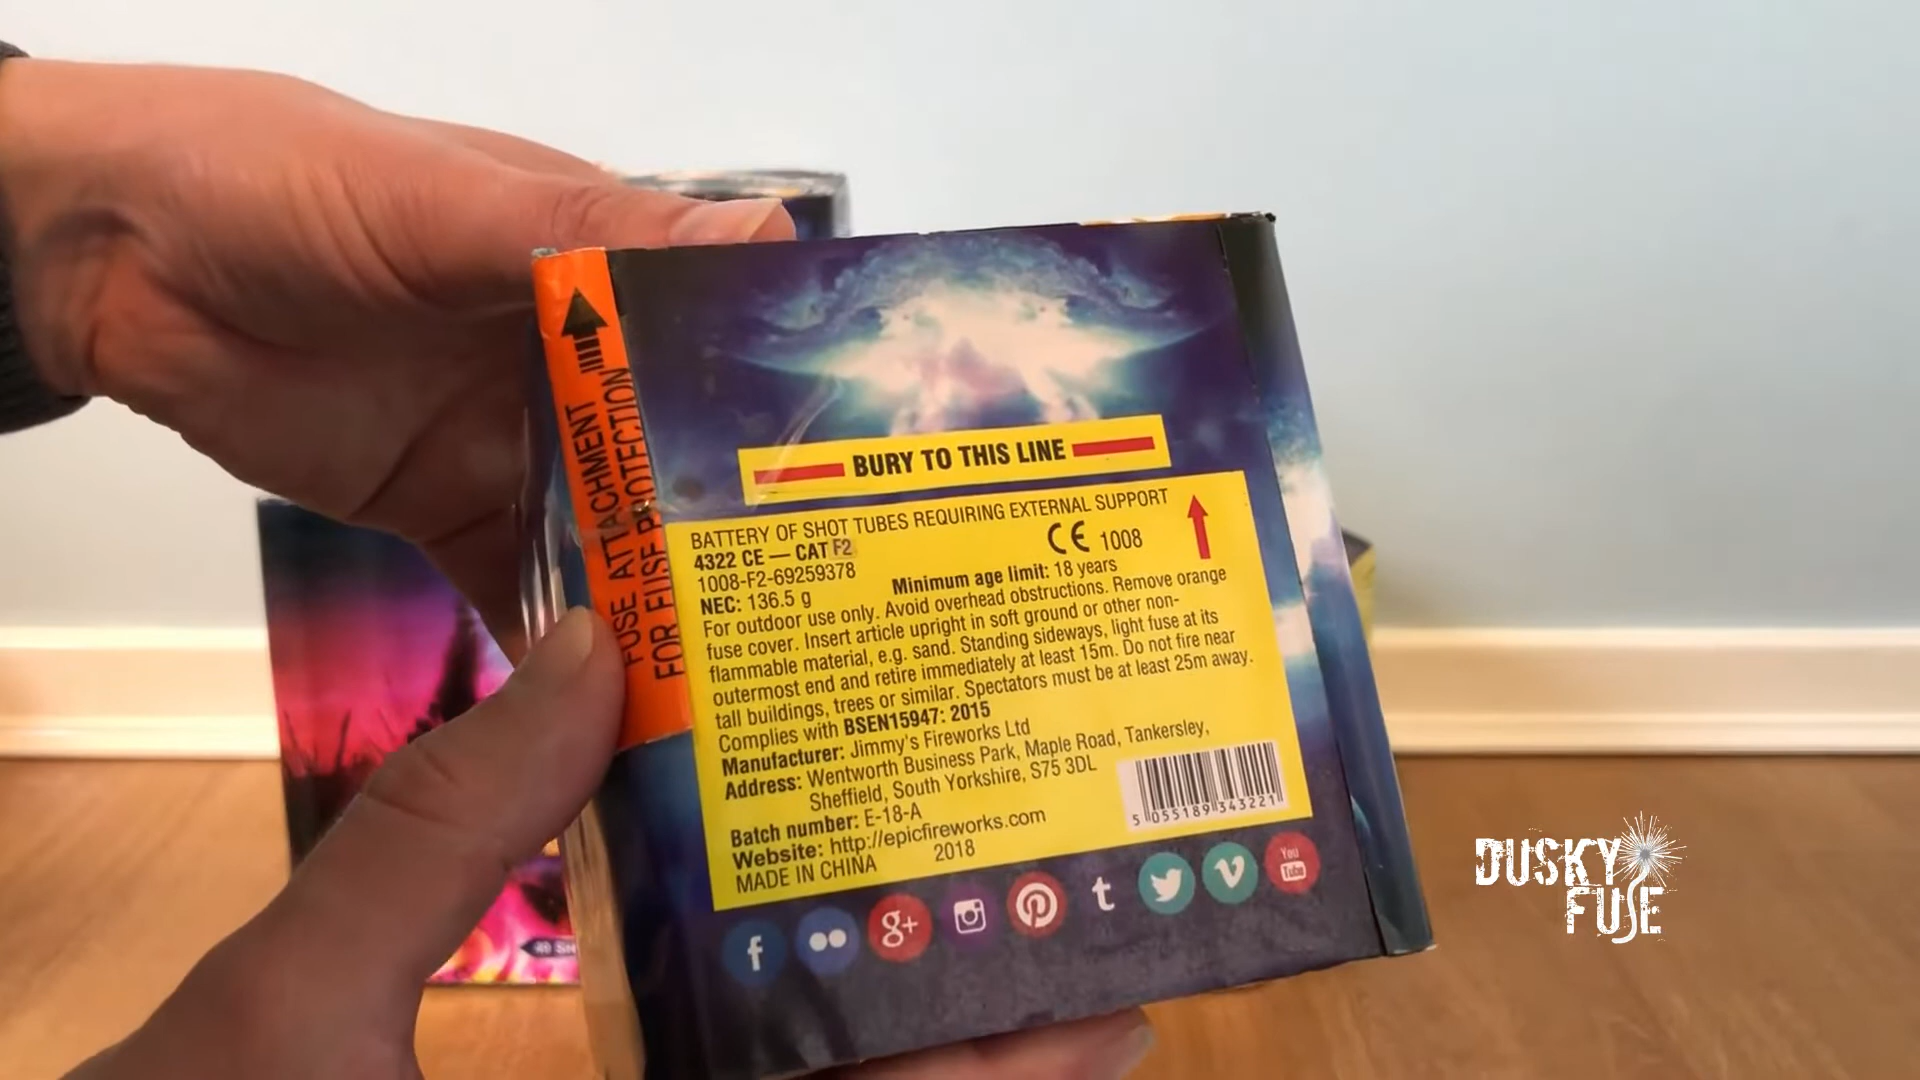 FUSE ATTACHMENT
FOR FUSE PROTECTION
BURY TO THIS LINE
BATTERY OF SHOT TUBES REQUIRING EXTERNAL SUPPORT
4322 CE — CAT F2
CE 1008
1008-F2-69259378
NEC: 136.5 g
Minimum age limit: 18 years
For outdoor use only. Avoid overhead obstructions. Remove orange
fuse cover. Insert article upright in soft ground or other non-
flammable material, e.g. sand. Standing sideways, light fuse at its
outermost end and retire immediately at least 15m. Do not fire near
tall buildings, trees or similar. Spectators must be at least 25m away.
Complies with BSEN15947: 2015
Manufacturer: Jimmy's Fireworks Ltd
Address: Wentworth Business Park, Maple Road, Tankersley,
Sheffield, South Yorkshire, S75 3DL
Batch number: E-18-A
Website: http://epicfireworks.com
MADE IN CHINA 2018
5 055189 343221
f
g+
t
v
You
Tube
DUSKY
FUSE